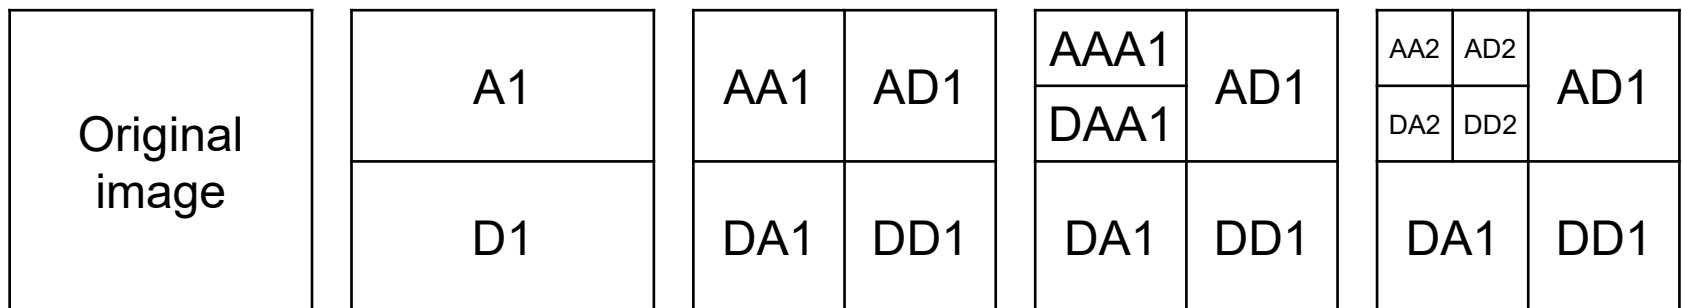 Original
image
A1
D1
AA1 AD1
DA1 DD1
AAA1
DAA1
AD1
DA1 DD1
AA2 AD2
DA2 DD2
AD1
DA1 DD1